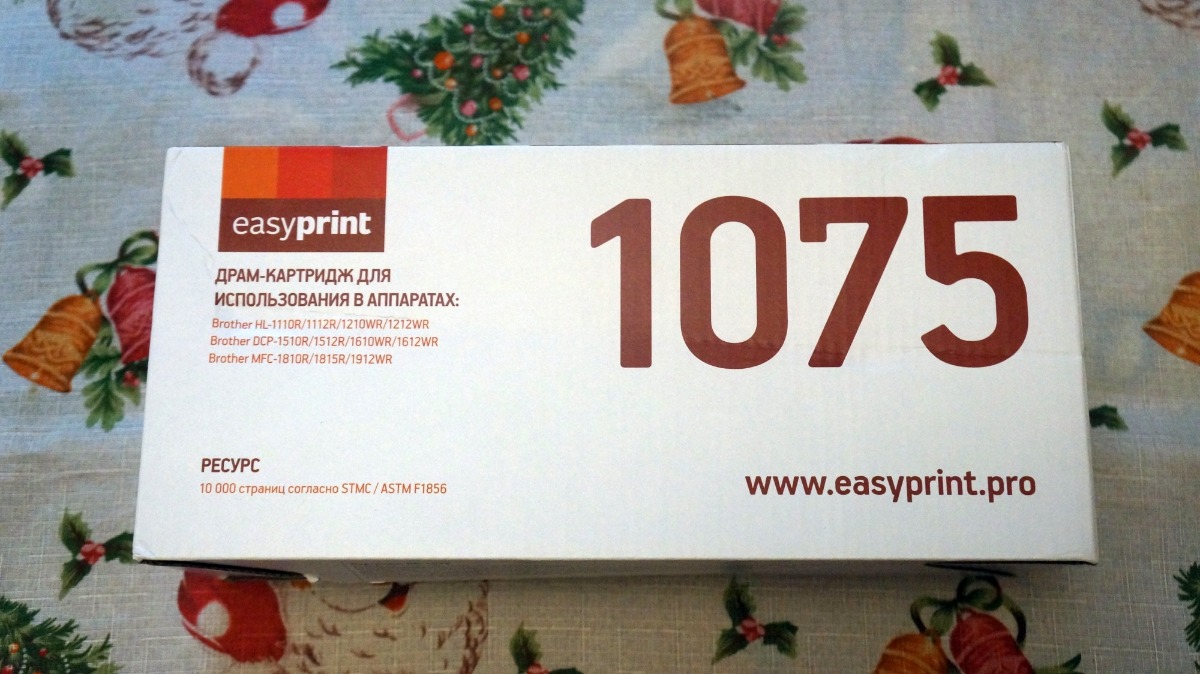 easyprint
1075
ДРАМ-КАРТРИДЖ ДЛЯ
ИСПОЛЬЗОВАНИЯ В АППАРАТАХ:
Brother HL-1110R/1112R/1210WR/1212WR
Brother DCP-1510R/1512R/1610WR/1612WR
Brother MFC-1810R/1815R/1912WR
РЕСУРС
10 000 страниц согласно STMC / ASTM F1856
www.easyprint.pro